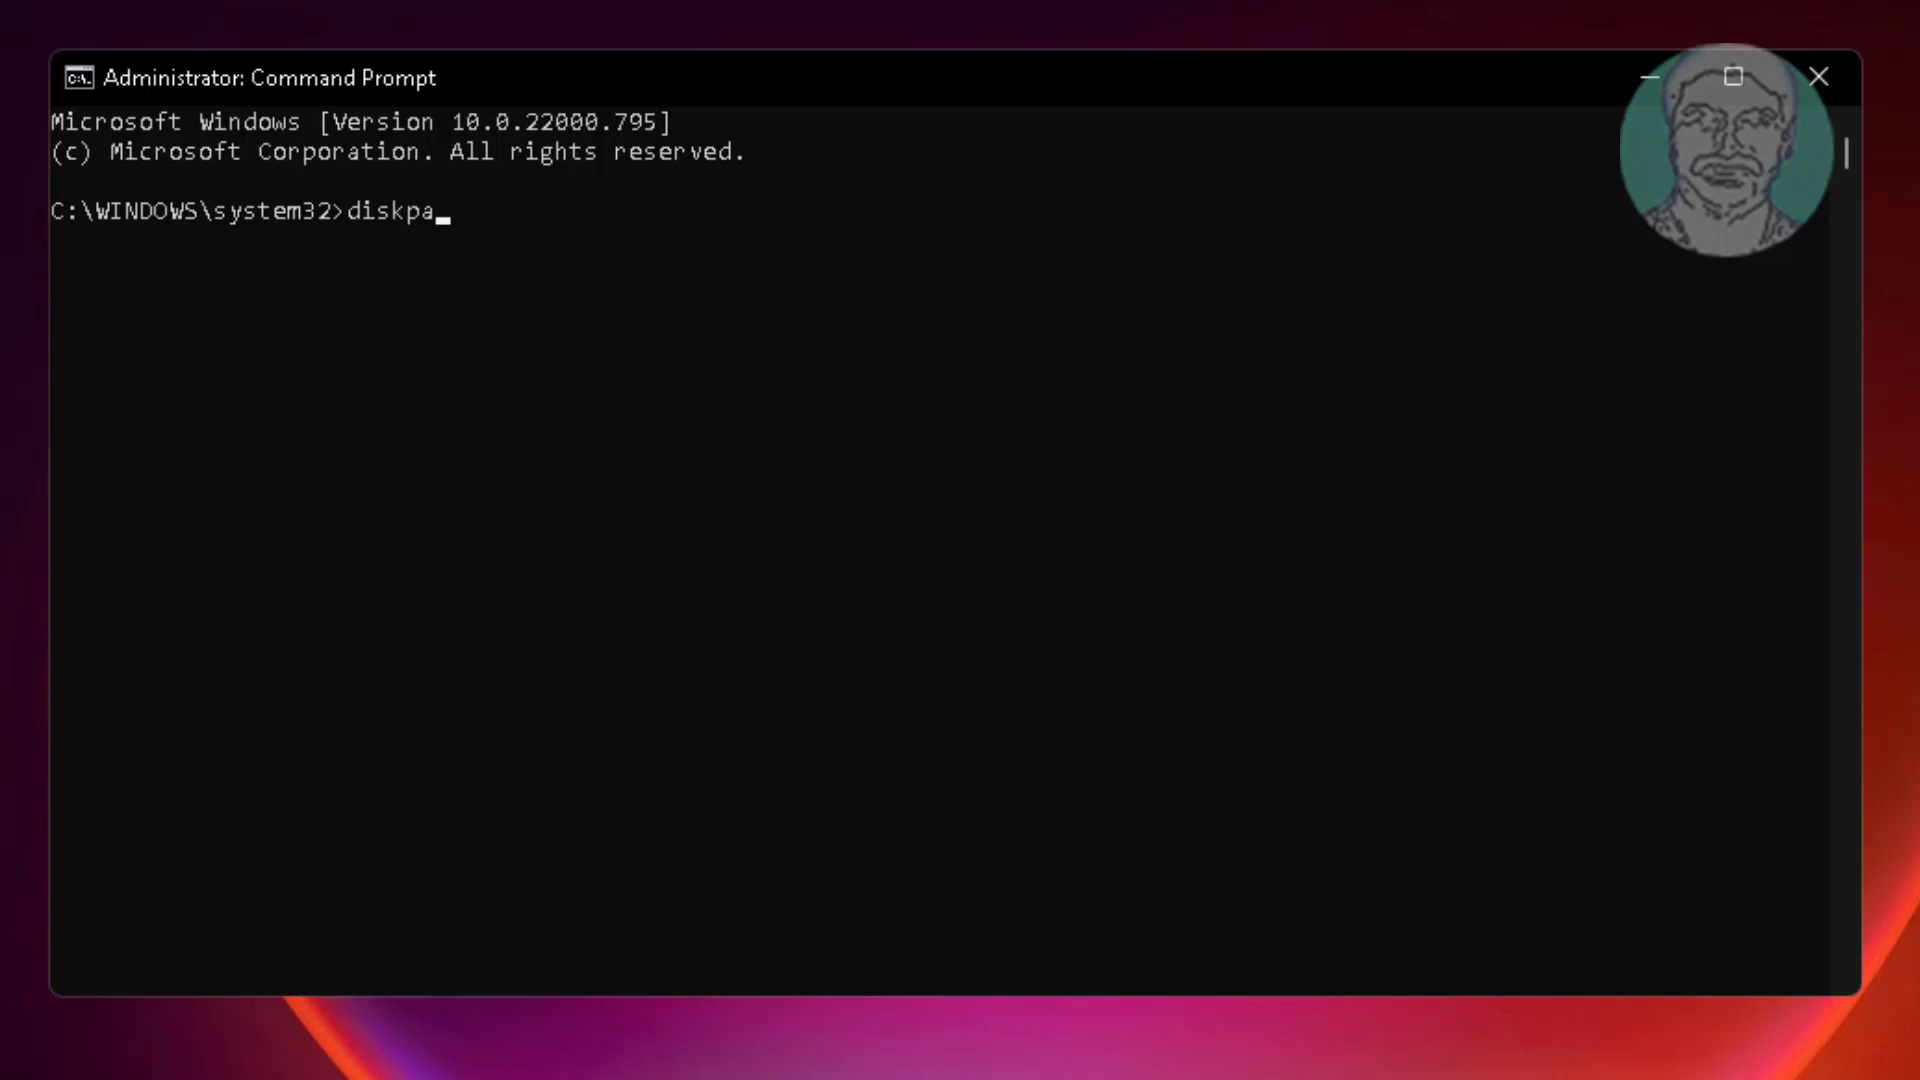 Administrator: Command Prompt
Microsoft Windows [Version 10.0.22000.795]
(c) Microsoft Corporation. All rights reserved.
C:\WINDOWS\system32>diskpa